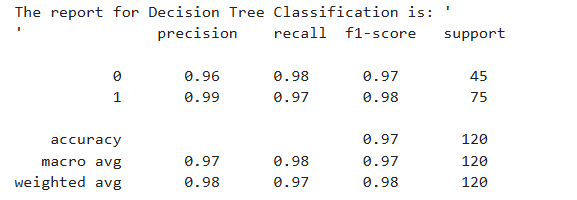 The report for Decision Tree Classification is: '
' precision recall f1-score support
0 0.96 0.98 0.97 45
1 0.99 0.97 0.98 75
accuracy 0.97 120
macro avg 0.97 0.98 0.97 120
weighted avg 0.98 0.97 0.98 120